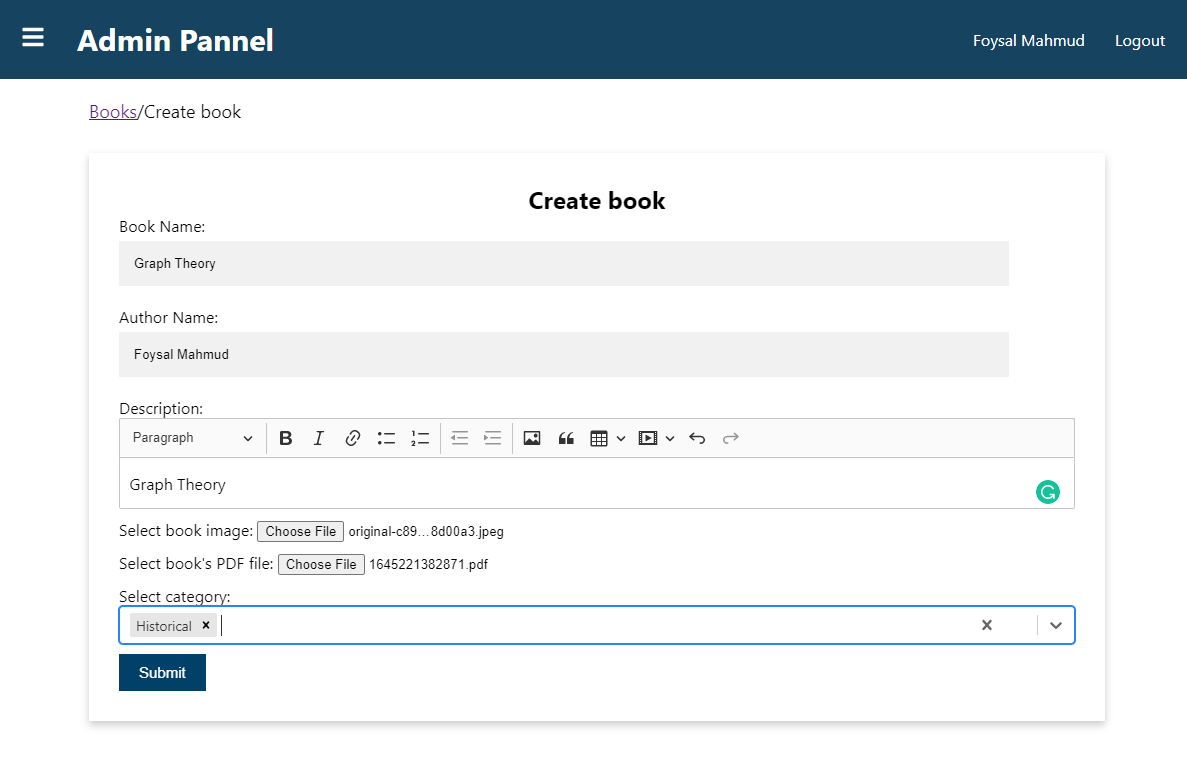 Admin Pannel
Foysal Mahmud Logout
Books/Create book
Create book
Book Name:
Graph Theory
Author Name:
Foysal Mahmud
Description:
Paragraph
Graph Theory
Select book image: Choose File original-c89...8d00a3.jpeg
Select book's PDF file: Choose File 1645221382871.pdf
Select category:
Historical
Submit